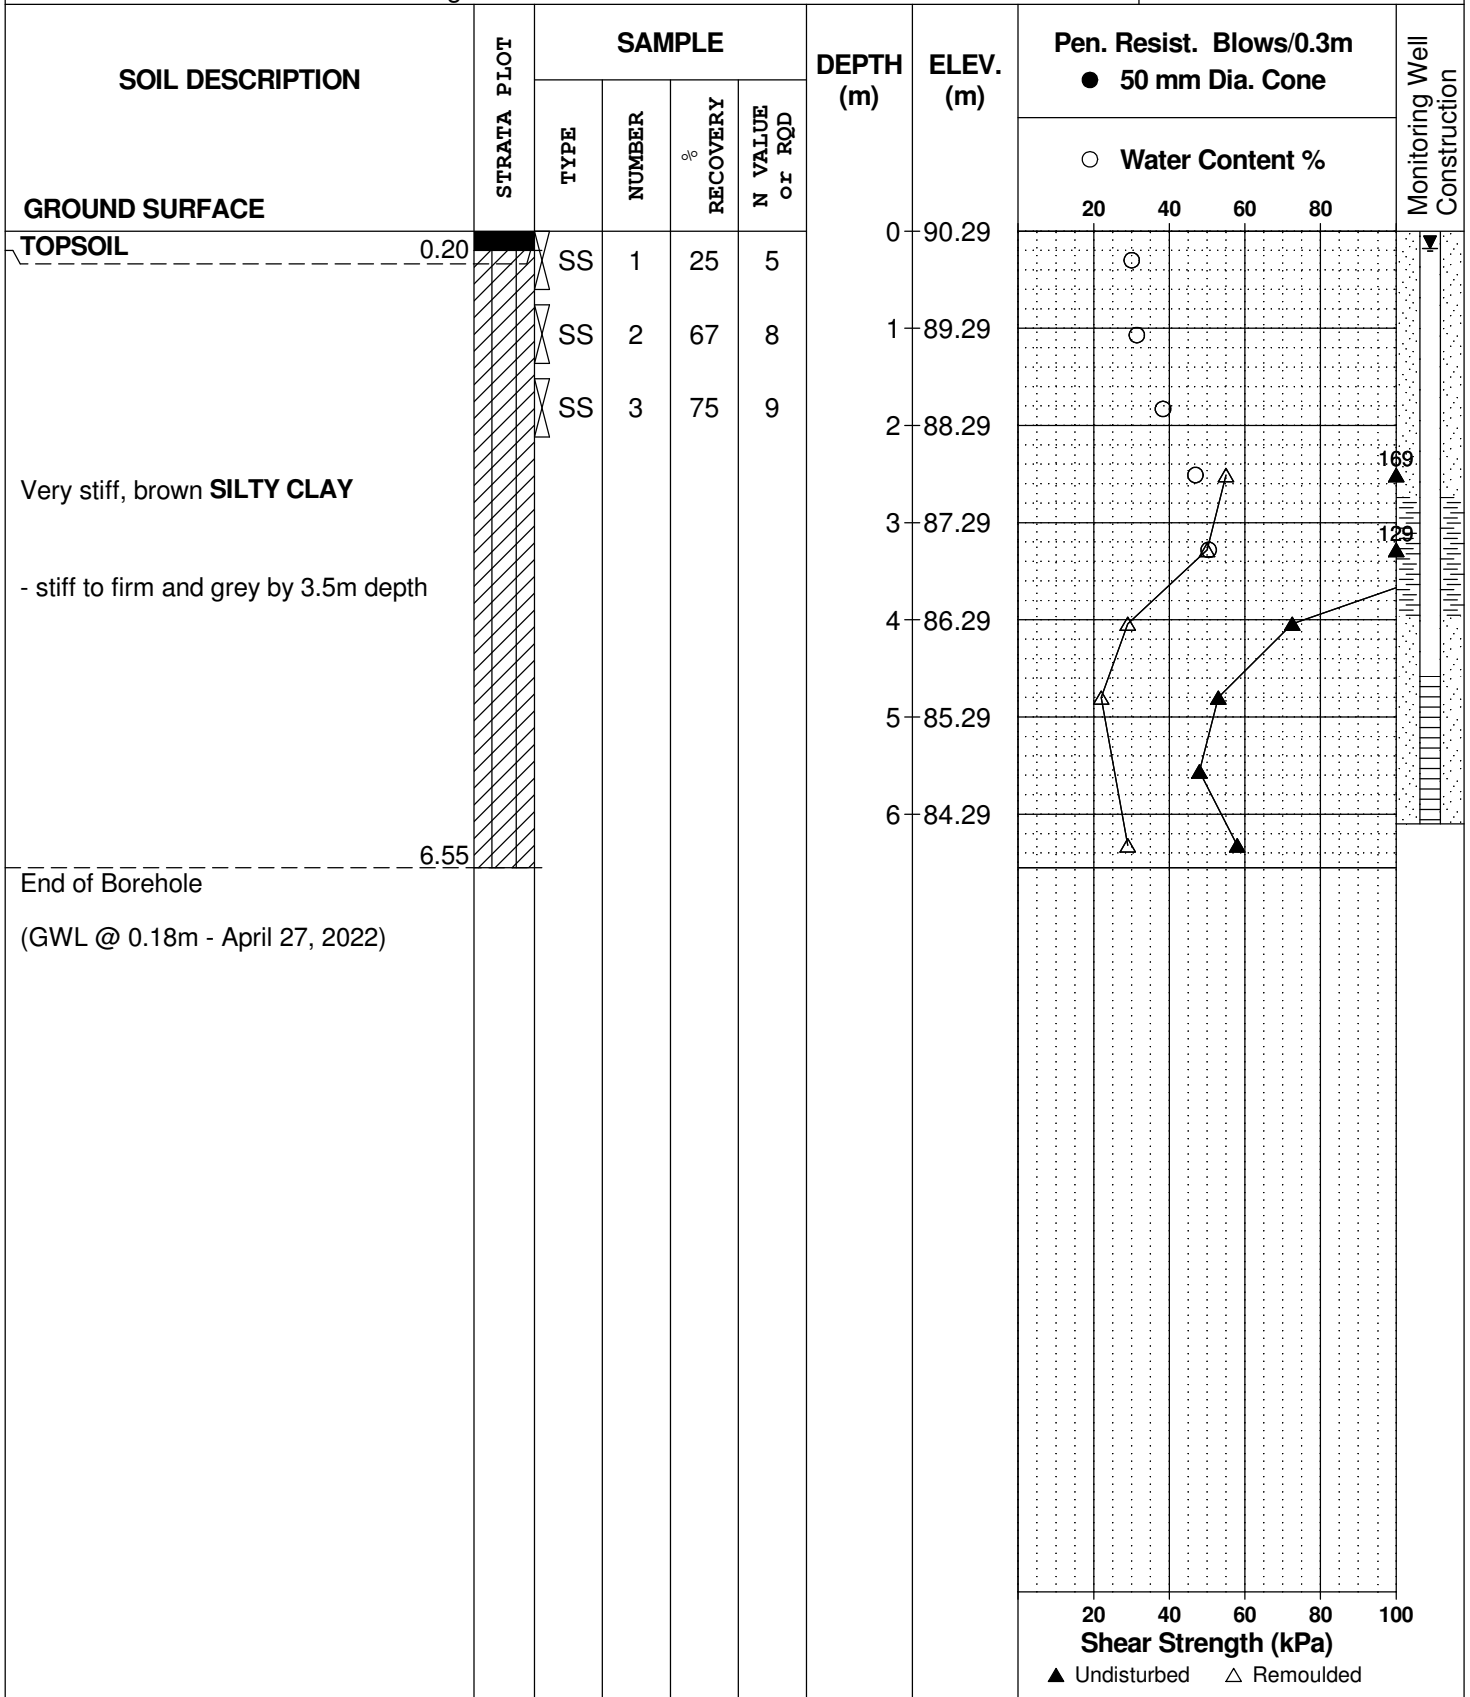 SOIL DESCRIPTION
GROUND SURFACE
STRATA PLOT
SAMPLE
TYPE
NUMBER
%
RECOVERY
N VALUE
or RQD
DEPTH
(m)
ELEV.
(m)
Pen. Resist. Blows/0.3m
● 50 mm Dia. Cone
○ Water Content %
20 40 60 80
Monitoring Well
Construction
TOPSOIL 0.20
SS 1 25 5
SS 2 67 8
SS 3 75 9
0 90.29
1 89.29
2 88.29
3 87.29
4 86.29
5 85.29
6 84.29
169
129
Very stiff, brown SILTY CLAY
- stiff to firm and grey by 3.5m depth
6.55
End of Borehole
(GWL @ 0.18m - April 27, 2022)
20 40 60 80 100
Shear Strength (kPa)
▲ Undisturbed △ Remoulded